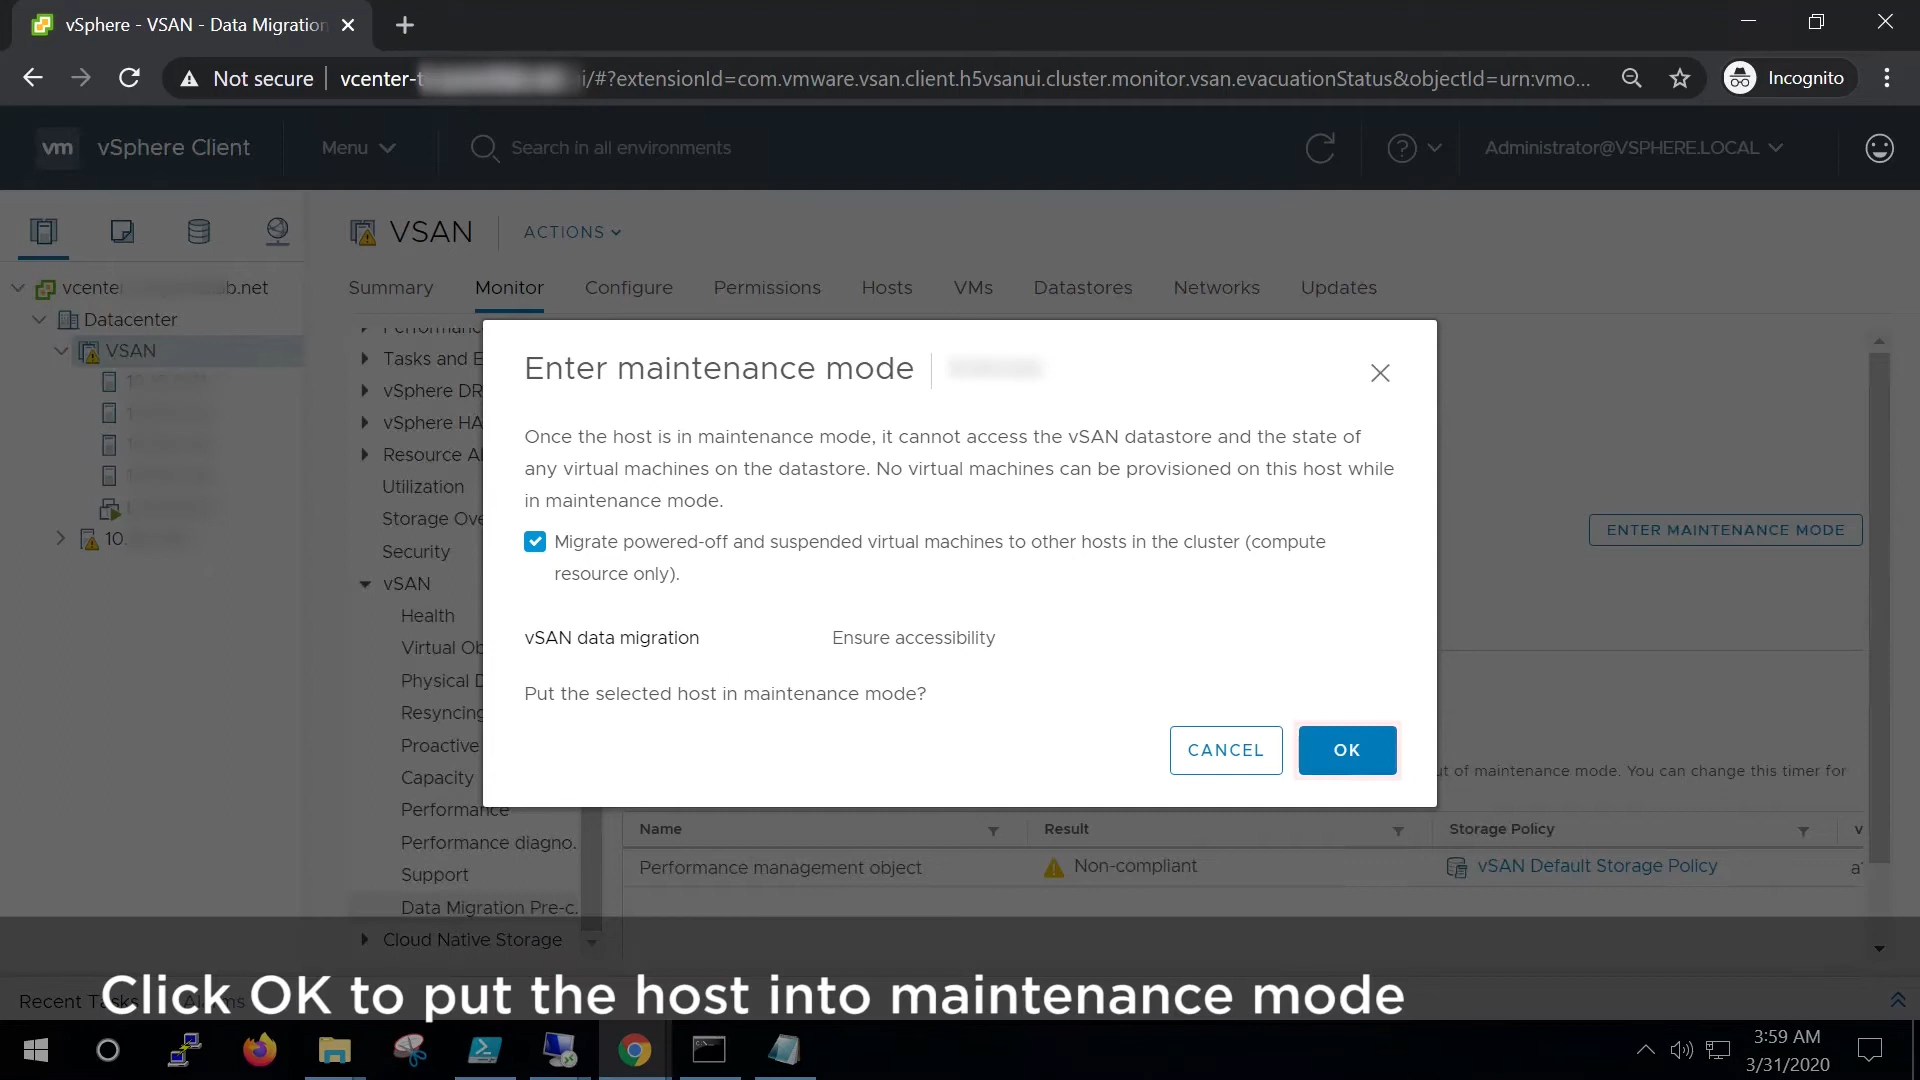 vSphere - VSAN - Data Migration
Not secure
vcenter-t
i/#?extensionId=com.vmware.vsan.client.h5vsanui.cluster.monitor.vsan.evacuationStatus&objectId=urn:vmo...
Incognito
vm vSphere Client
Menu
Search in all environments
Administrator@VSPHERE.LOCAL
VSAN
ACTIONS
Summary Monitor Configure Permissions Hosts VMs Datastores Networks Updates
vcenter
b.net
Datacenter
VSAN
10.
Tasks and E
vSphere DR
vSphere HA
Resource Al
Utilization
Storage Ove
Security
vSAN
Health
Virtual Ob
Physical D
Resyncing
Proactive
Capacity
Performance
Performance diagno.
Support
Data Migration Pre-c.
Cloud Native Storage
Enter maintenance mode
Once the host is in maintenance mode, it cannot access the vSAN datastore and the state of
any virtual machines on the datastore. No virtual machines can be provisioned on this host while
in maintenance mode.
Migrate powered-off and suspended virtual machines to other hosts in the cluster (compute
resource only).
vSAN data migration Ensure accessibility
Put the selected host in maintenance mode?
CANCEL OK
ENTER MAINTENANCE MODE
ut of maintenance mode. You can change this timer for
Name Result Storage Policy v
Performance management object Non-compliant vSAN Default Storage Policy
Recent Tasks Alarms
Click OK to put the host into maintenance mode
3:59 AM
3/31/2020